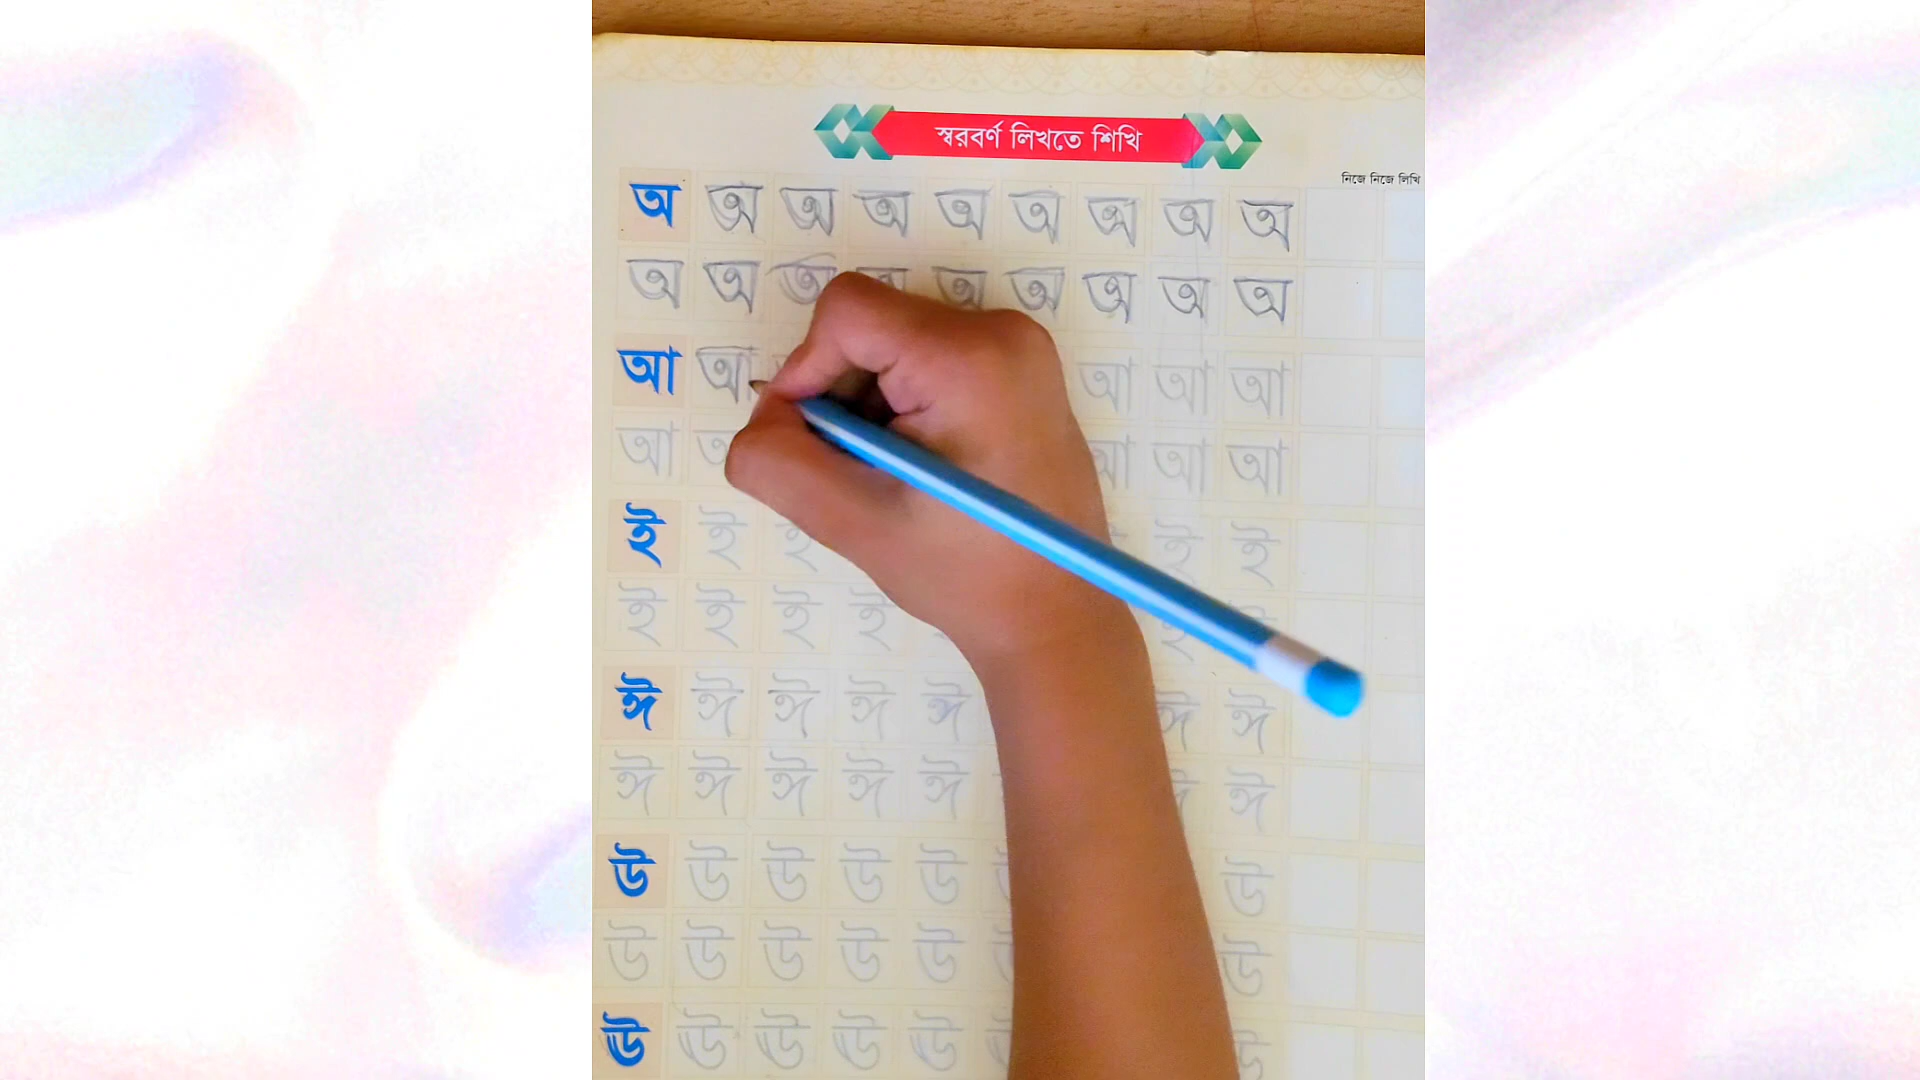 স্বরবর্ণ লিখতে শিখি
নিজে নিজে লিখি
অ অ অ অ অ অ অ অ অ
অ অ অ অ অ অ অ অ অ
আ আ আ আ আ
আ আ আ আ
ই ই ই ই ই
ই ই ই ই ই
ঈ ঈ ঈ ঈ ঈ ঈ ঈ
ঈ ঈ ঈ ঈ ঈ ঈ
উ উ উ উ উ উ
উ উ উ উ উ উ
ঊ ঊ ঊ ঊ ঊ